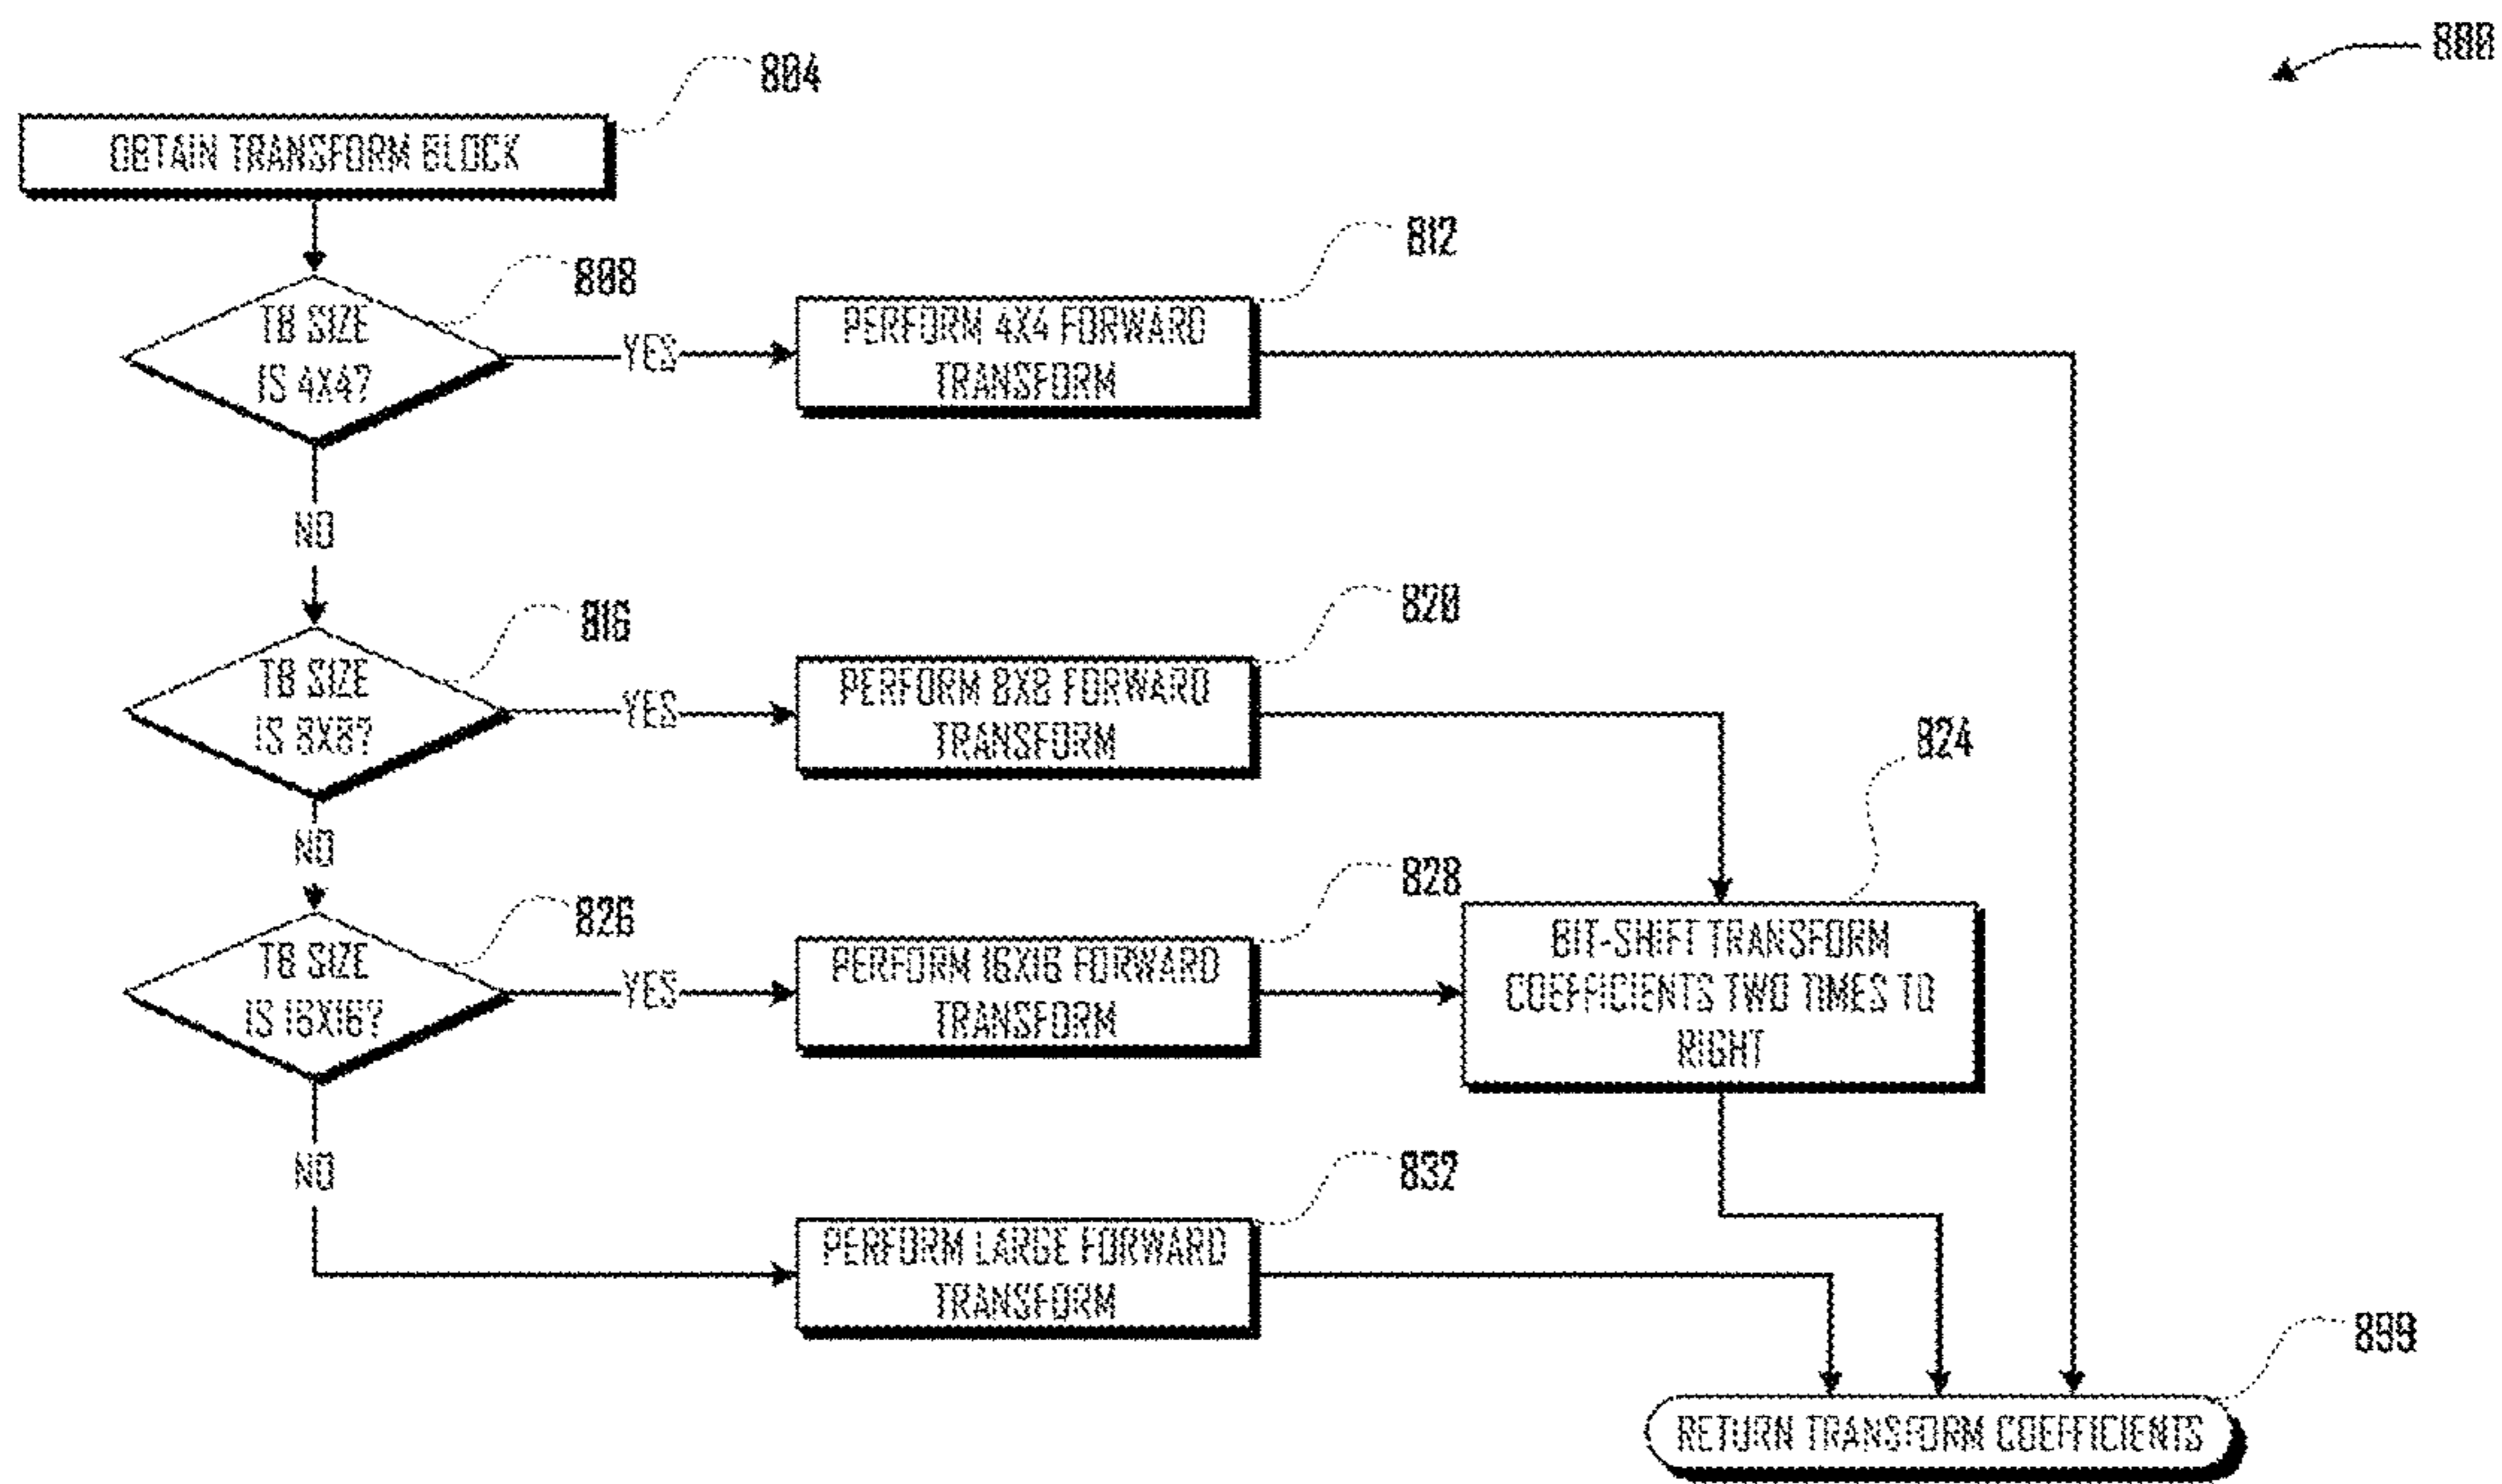 800
804
OBTAIN TRANSFORM BLOCK
808
TB SIZE
IS 4X4?
YES
812
PERFORM 4X4 FORWARD
TRANSFORM
NO
816
TB SIZE
IS 8X8?
YES
820
PERFORM 8X8 FORWARD
TRANSFORM
824
NO
826
TB SIZE
IS 16X16?
YES
828
PERFORM 16X16 FORWARD
TRANSFORM
BIT-SHIFT TRANSFORM
COEFFICIENTS TWO TIMES TO
RIGHT
NO
832
PERFORM LARGE FORWARD
TRANSFORM
899
RETURN TRANSFORM COEFFICIENTS